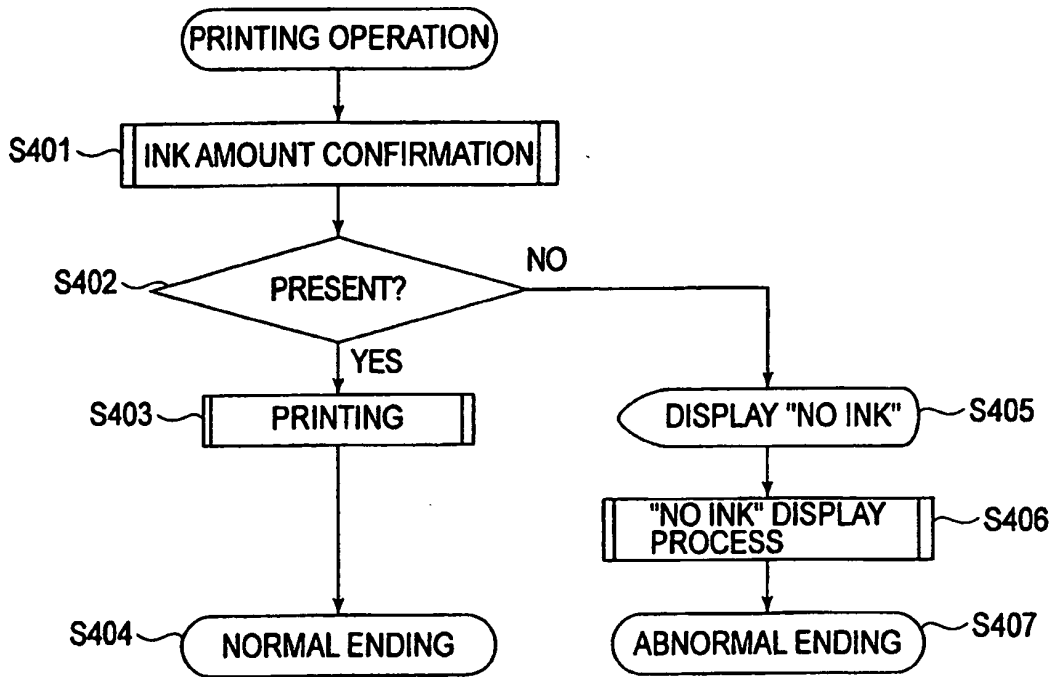 PRINTING OPERATION
S401
INK AMOUNT CONFIRMATION
S402
PRESENT?
NO
YES
S403
PRINTING
DISPLAY "NO INK"
S405
"NO INK" DISPLAY
PROCESS
S406
S404
NORMAL ENDING
ABNORMAL ENDING
S407